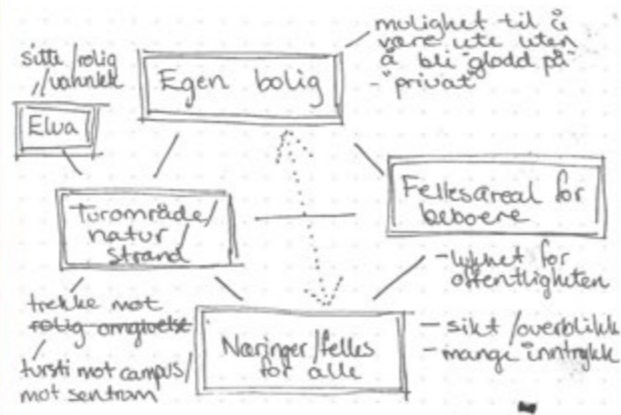 mulighet til å
være ute uten
å bli "glodd på"
- "privat"
sitte/rolig
//vannlek
Egen bolig
Elva
Fellesareal for
beboere
Turområde/
natur/
strand
- lukket for
offentligheten
trekke mot
rolig omgivelse
tursti mot campus/
mot sentrum
Næringer/felles
for alle
- sikt/overblikk
- mange inntrykk